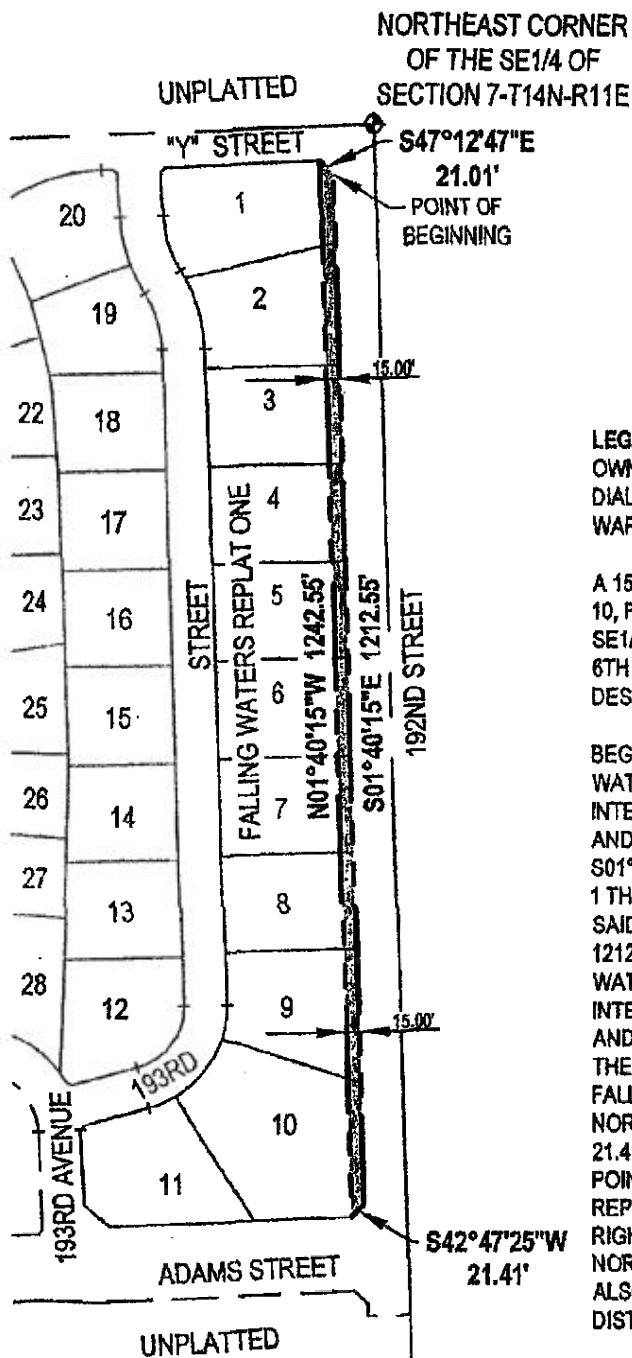 NORTHEAST CORNER
OF THE SE1/4 OF
SECTION 7-T14N-R11E
UNPLATTED
"Y" STREET
S47°12'47"E
21.01'
POINT OF
BEGINNING
20
1
2
19
15.00'
22
18
3
23
17
4
24
16
5
25
15
6
26
14
7
27
13
8
28
12
9
15.00'
10
11
STREET
FALLING WATERS REPLAT ONE
N01°40'15"W 1242.55'
S01°40'15"E 1212.55'
192ND STREET
193RD
193RD AVENUE
S42°47'25"W
21.41'
ADAMS STREET
UNPLATTED
LEG
OWN
DIAL
WAR
A 15
10, F
SE1/
6TH
DES
BEG
WAT
INTE
AND
S01°
1 TH
SAID
1212
WAT
INTE
AND
THE
FALL
NOR
21.4
POIN
REP
RIGH
NOR
ALS
DIST